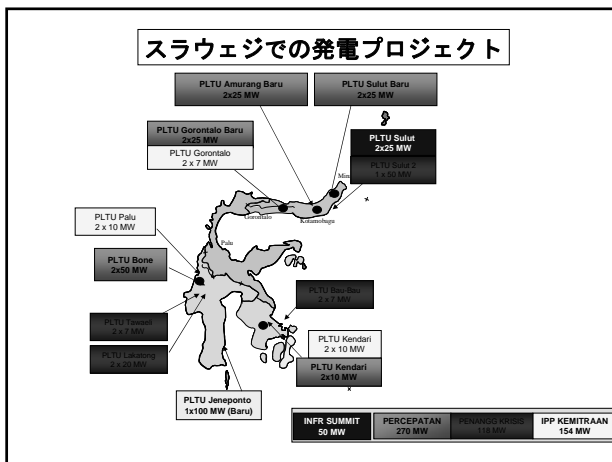 スラウェジでの発電プロジェクト
PLTU Amurang Baru
2x25 MW
PLTU Sulut Baru
2x25 MW
PLTU Gorontalo Baru
2x25 MW
PLTU Gorontalo
2 x 7 MW
PLTU Sulut
2x25 MW
PLTU Sulut 2
1 x 50 MW
Gorontalo
Kotamobagu
PLTU Palu
2 x 10 MW
Palu
PLTU Bone
2x50 MW
PLTU Bau-Bau
2 x 7 MW
PLTU Tawaeli
2 x 7 MW
PLTU Lakatong
2 x 20 MW
PLTU Kendari
2 x 10 MW
PLTU Kendari
2x10 MW
PLTU Jeneponto
1x100 MW (Baru)
INFR SUMMIT
50 MW
PERCEPATAN
270 MW
PENANGG KRISIS
118 MW
IPP KEMITRAAN
154 MW